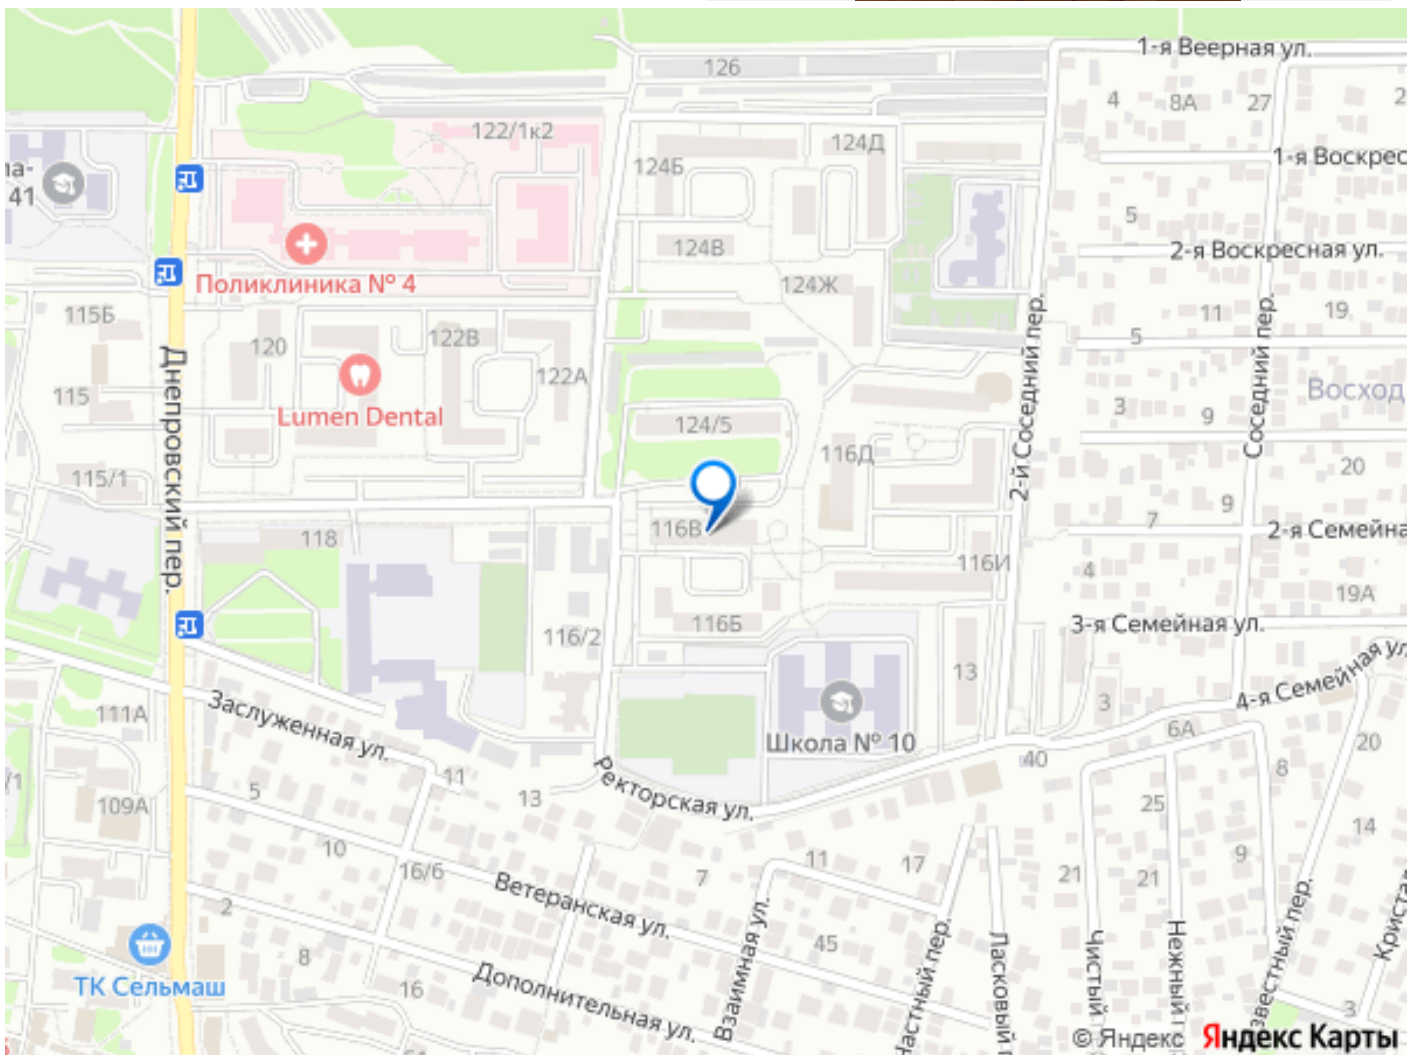 1-я Веерная ул.
126
4
8А
27
2
122/1к2
124Д
124Б
1-я Воскрес
41
5
124В
2-я Воскресная ул.
Поликлиника № 4
124Ж
115Б
11
19
120
122В
5
Днепровский пер.
2-й Соседний пер.
Соседний пер.
115
122А
Восход
Lumen Dental
3
9
124/5
116Д
115/1
20
9
7
118
116В
2-я Семейна
116И
4
19А
116Б
3-я Семейная ул.
116/2
13
4-я Семейная ул.
Заслуженная ул.
111А
3
6А
Школа № 10
20
40
/1
11
8
Ректорская ул.
13
5
109А
25
14
10
11
17
9
16/6
7
21
21
Ветеранская ул.
2
Взаимная ул.
45
8
ТК Сельмаш
Дополнительная ул.
16
Частный пер.
Ласковый п
Чистый
Нежный
звестный пер.
Кристал
3
© Яндекс Яндекс Карты